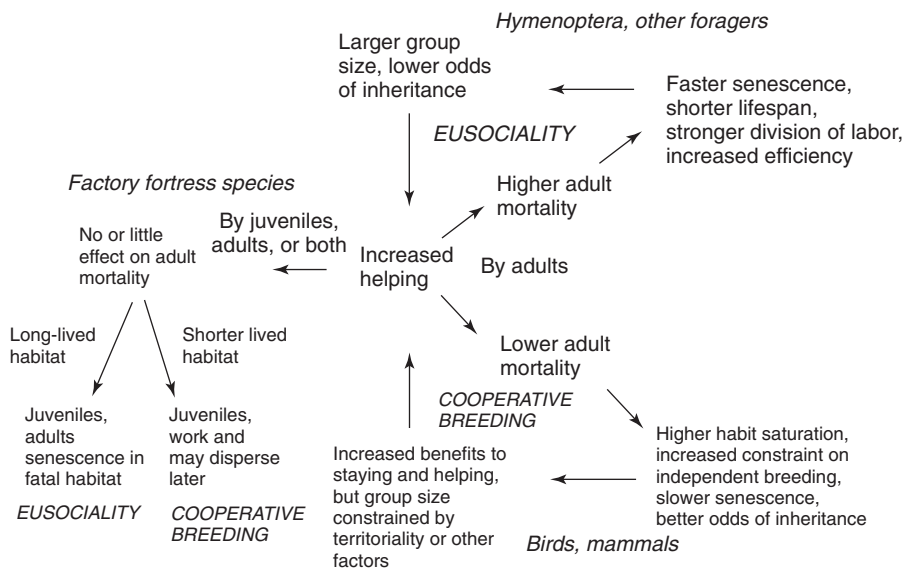 Hymenoptera, other foragers
Larger group
size, lower odds
of inheritance
Faster senescence,
shorter lifespan,
stronger division of labor,
increased efficiency
EUSOCIALITY
Factory fortress species
Higher adult
mortality
By juveniles,
adults, or both
No or little
effect on adult
mortality
Increased
helping
By adults
Long-lived
habitat
Shorter lived
habitat
Lower adult
mortality
COOPERATIVE
BREEDING
Juveniles,
adults
senescence in
fatal habitat
Juveniles,
work and
may disperse
later
Increased benefits to
staying and helping,
but group size
constrained by
territoriality or other
factors
Higher habit saturation,
increased constraint on
independent breeding,
slower senescence,
better odds of inheritance
EUSOCIALITY
COOPERATIVE
BREEDING
Birds, mammals